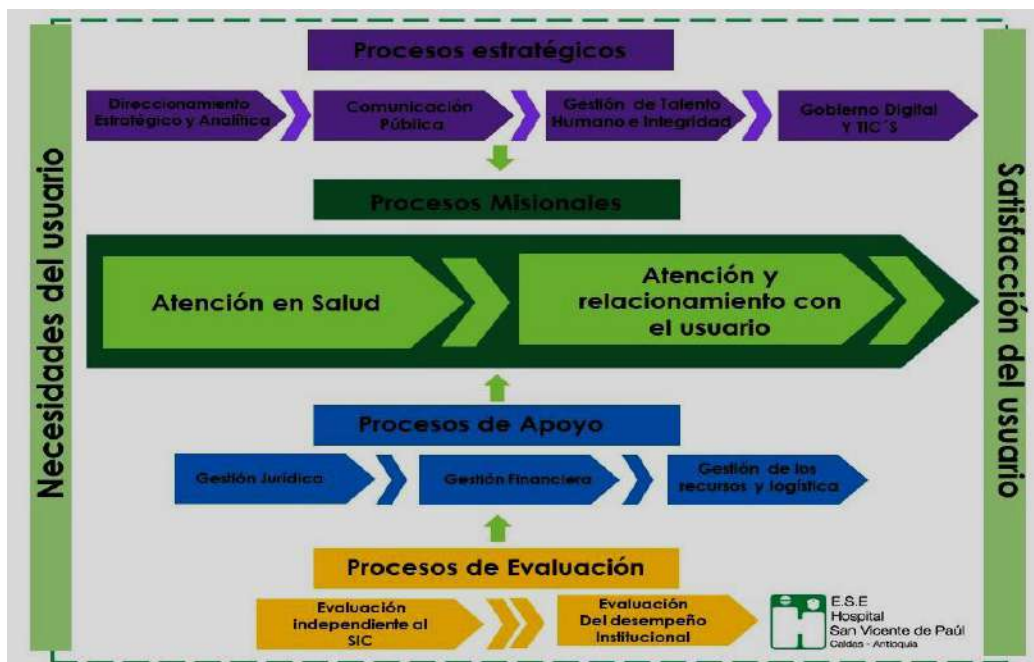 Necesidades del usuario
Procesos estratégicos
Direccionamiento
Estratégico y Analítica
Comunicación
Pública
Gestión de Talento
Humano e Integridad
Gobierno Digital
Y TIC´S
Procesos Misionales
Atención en Salud
Atención y
relacionamiento con
el usuario
Procesos de Apoyo
Gestión Jurídica
Gestión Financiera
Gestión de los
recursos y logística
Procesos de Evaluación
Evaluación
independiente al
SIC
Evaluación
Del desempeño
Institucional
E.S.E
Hospital
San Vicente de Paúl
Caldas - Antioquia
Satisfacción del usuario